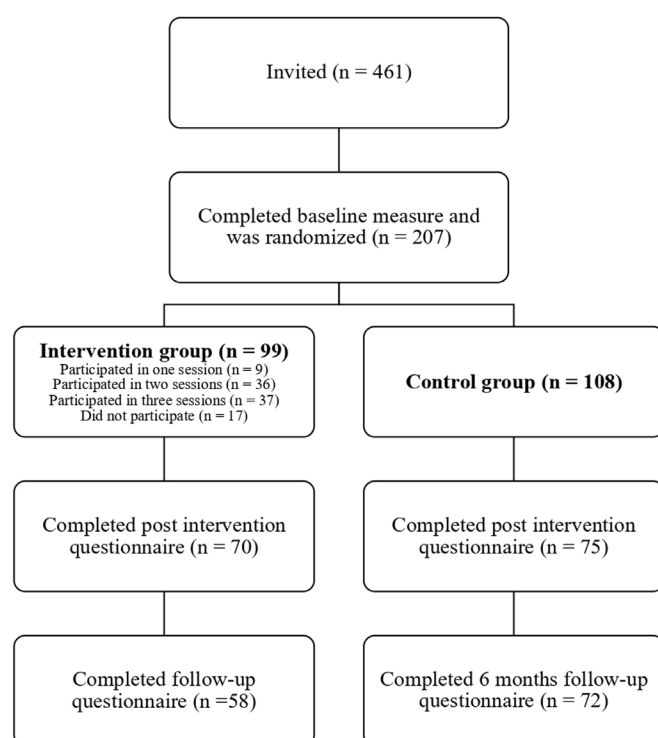 Invited (n = 461)
Completed baseline measure and
was randomized (n = 207)
Intervention group (n = 99)
Participated in one session (n = 9)
Participated in two sessions (n = 36)
Participated in three sessions (n = 37)
Did not participate (n = 17)
Control group (n = 108)
Completed post intervention
questionnaire (n = 70)
Completed post intervention
questionnaire (n = 75)
Completed follow-up
questionnaire (n =58)
Completed 6 months follow-up
questionnaire (n = 72)